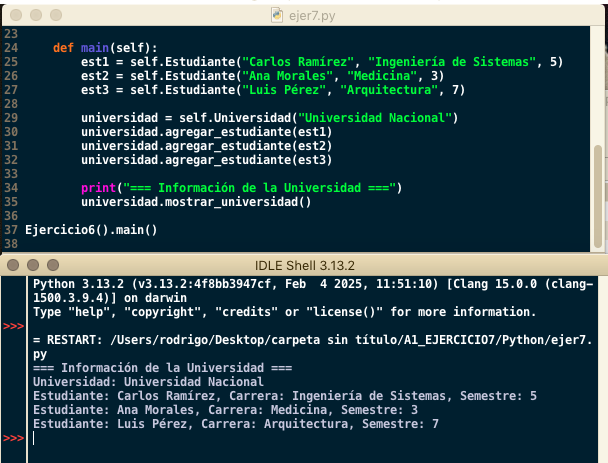 ejer7.py
23
24 def main(self):
25 est1 = self.Estudiante("Carlos Ramírez", "Ingeniería de Sistemas", 5)
26 est2 = self.Estudiante("Ana Morales", "Medicina", 3)
27 est3 = self.Estudiante("Luis Pérez", "Arquitectura", 7)
28
29 universidad = self.Universidad("Universidad Nacional")
30 universidad.agregar_estudiante(est1)
31 universidad.agregar_estudiante(est2)
32 universidad.agregar_estudiante(est3)
33
34 print("=== Información de la Universidad ===")
35 universidad.mostrar_universidad()
36
37 Ejercicio6().main()
38
IDLE Shell 3.13.2
Python 3.13.2 (v3.13.2:4f8bb3947cf, Feb  4 2025, 11:51:10) [Clang 15.0.0 (clang-
1500.3.9.4)] on darwin
Type "help", "copyright", "credits" or "license()" for more information.
>>>
= RESTART: /Users/rodrigo/Desktop/carpeta sin título/A1_EJERCICIO7/Python/ejer7.
py
=== Información de la Universidad ===
Universidad: Universidad Nacional
Estudiante: Carlos Ramírez, Carrera: Ingeniería de Sistemas, Semestre: 5
Estudiante: Ana Morales, Carrera: Medicina, Semestre: 3
Estudiante: Luis Pérez, Carrera: Arquitectura, Semestre: 7
>>>